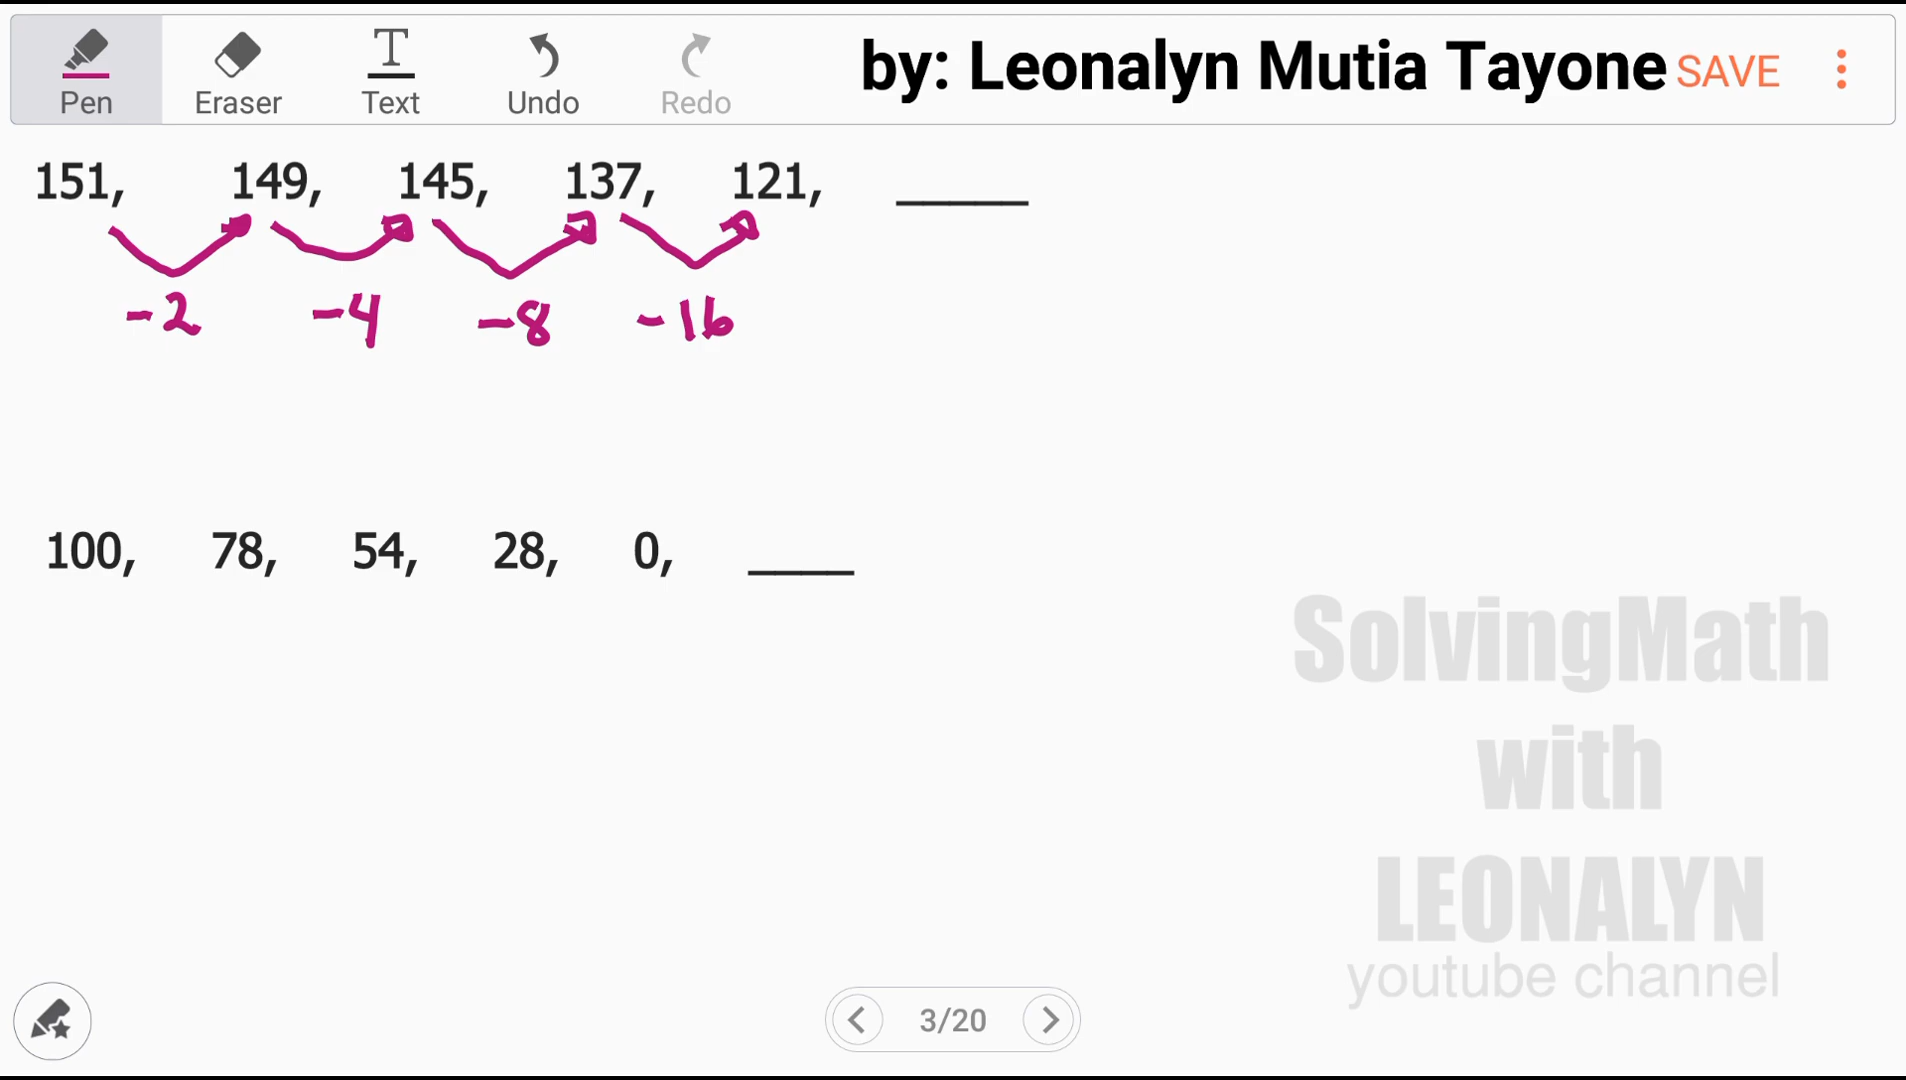 Pen Eraser Text Undo Redo by: Leonalyn Mutia Tayone SAVE
151, 149, 145, 137, 121, _____
-2 -4 -8 -16
100, 78, 54, 28, 0, ____
SolvingMath
with
LEONALYN
youtube channel
3/20